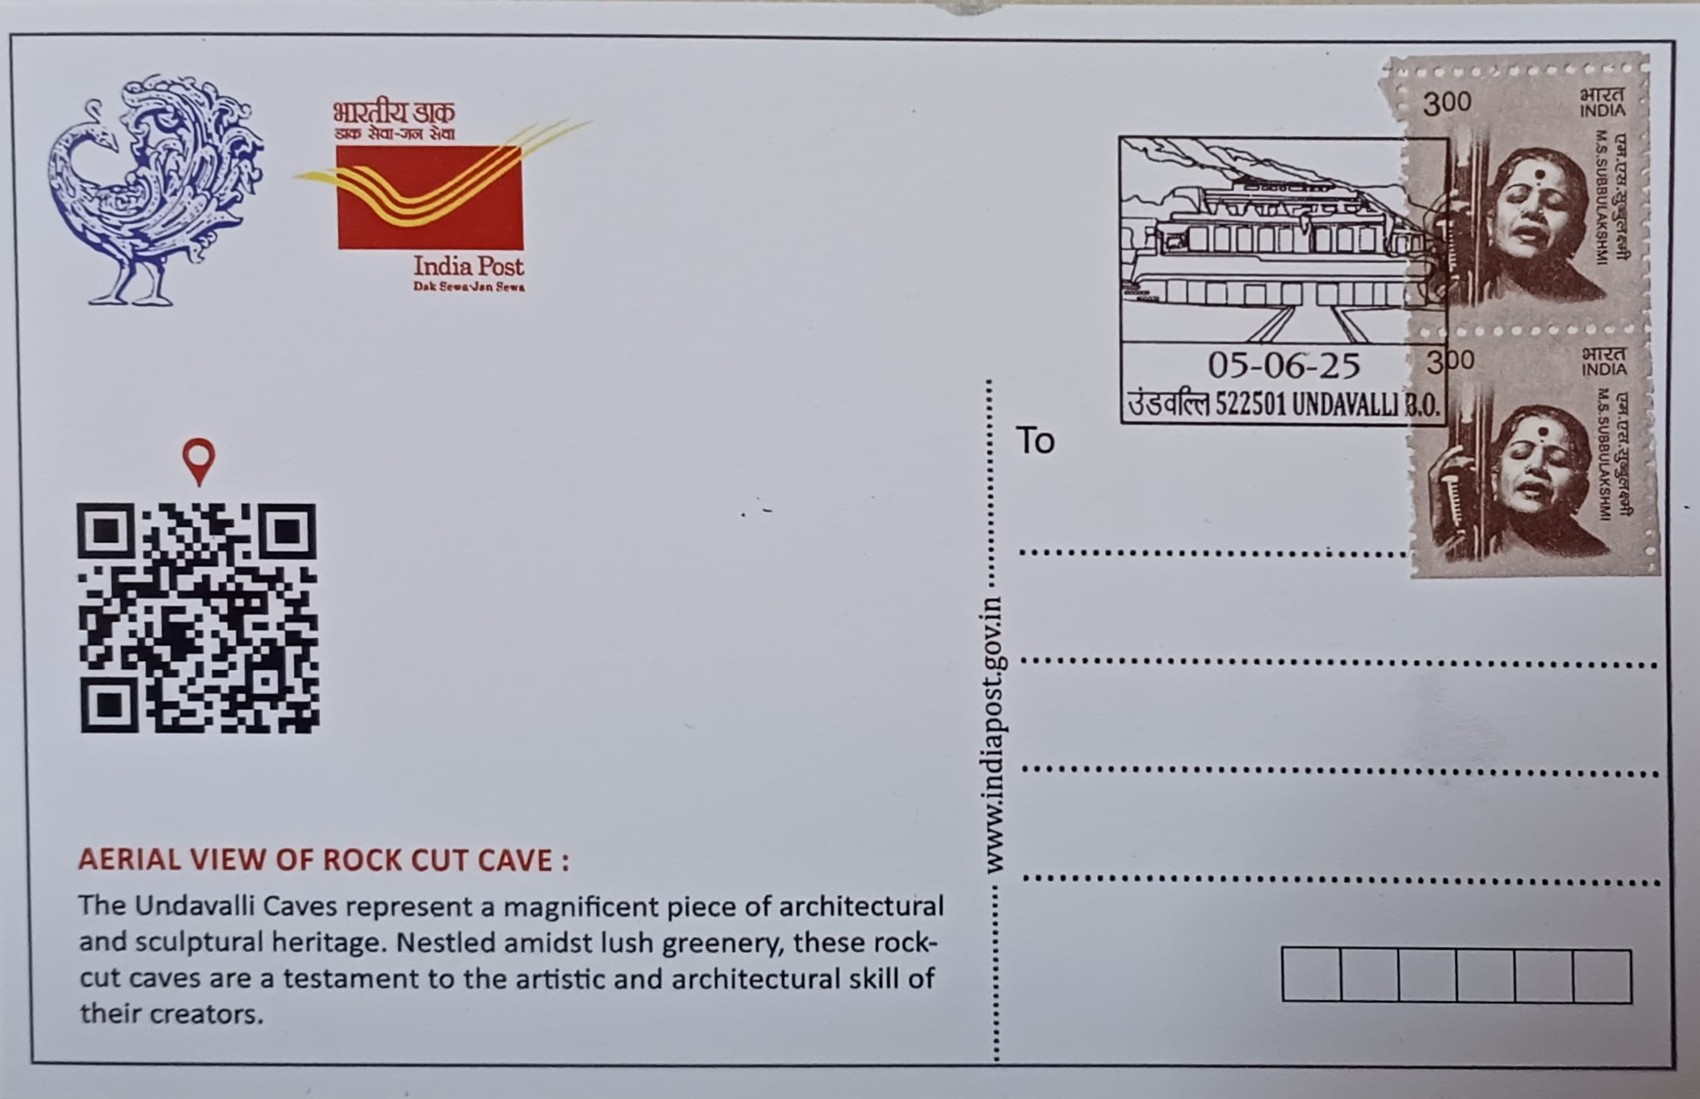 भारतीय डाक
डाक सेवा-जन सेवा
India Post
Dak Sewa-Jan Sewa
300
भारत
INDIA
एम.एस.सुब्बुलक्ष्मी
M.S.SUBBULAKSHMI
05-06-25
उंडवल्लि 522501 UNDAVALLI B.O.
300
भारत
INDIA
एम.एस.सुब्बुलक्ष्मी
M.S.SUBBULAKSHMI
To
www.indiapost.gov.in
AERIAL VIEW OF ROCK CUT CAVE :
The Undavalli Caves represent a magnificent piece of architectural
and sculptural heritage. Nestled amidst lush greenery, these rock-
cut caves are a testament to the artistic and architectural skill of
their creators.